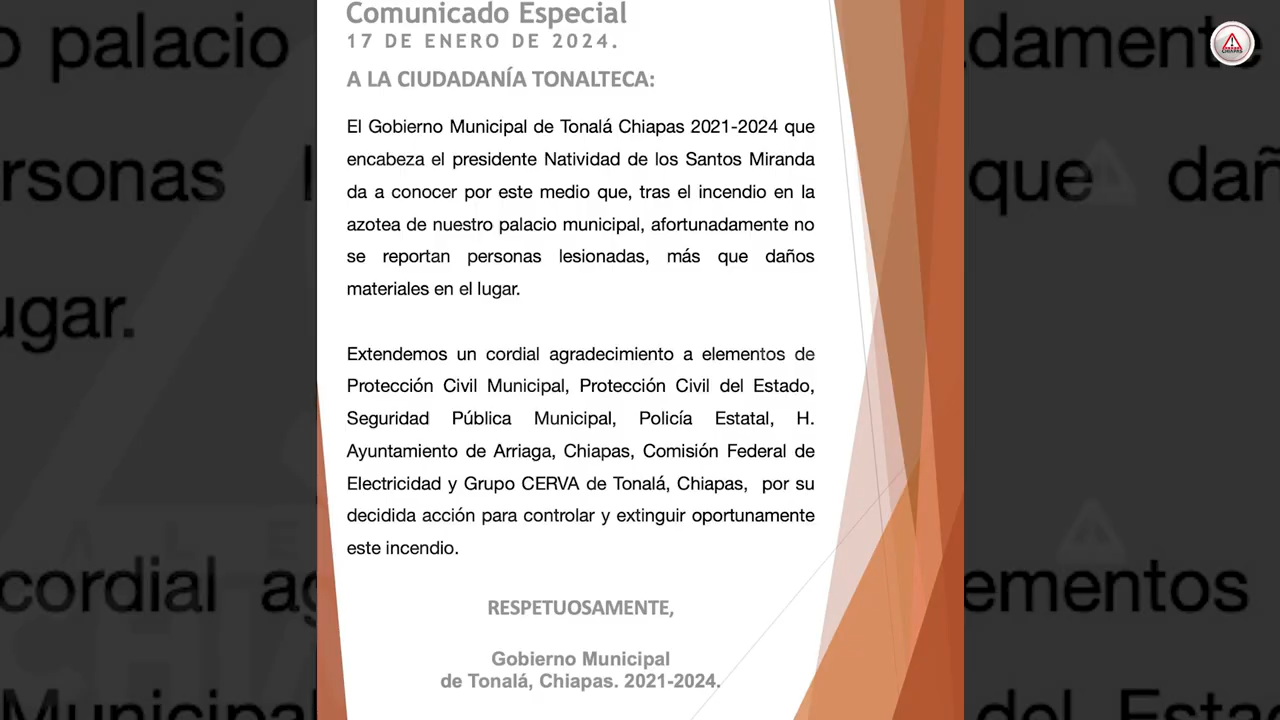 Comunicado Especial
17 DE ENERO DE 2024.
A LA CIUDADANÍA TONALTECA:
El Gobierno Municipal de Tonalá Chiapas 2021-2024 que
encabeza el presidente Natividad de los Santos Miranda
da a conocer por este medio que, tras el incendio en la
azotea de nuestro palacio municipal, afortunadamente no
se reportan personas lesionadas, más que daños
materiales en el lugar.
Extendemos un cordial agradecimiento a elementos de
Protección Civil Municipal, Protección Civil del Estado,
Seguridad Pública Municipal, Policía Estatal, H.
Ayuntamiento de Arriaga, Chiapas, Comisión Federal de
Electricidad y Grupo CERVA de Tonalá, Chiapas, por su
decidida acción para controlar y extinguir oportunamente
este incendio.
RESPETUOSAMENTE,
Gobierno Municipal
de Tonalá, Chiapas. 2021-2024.